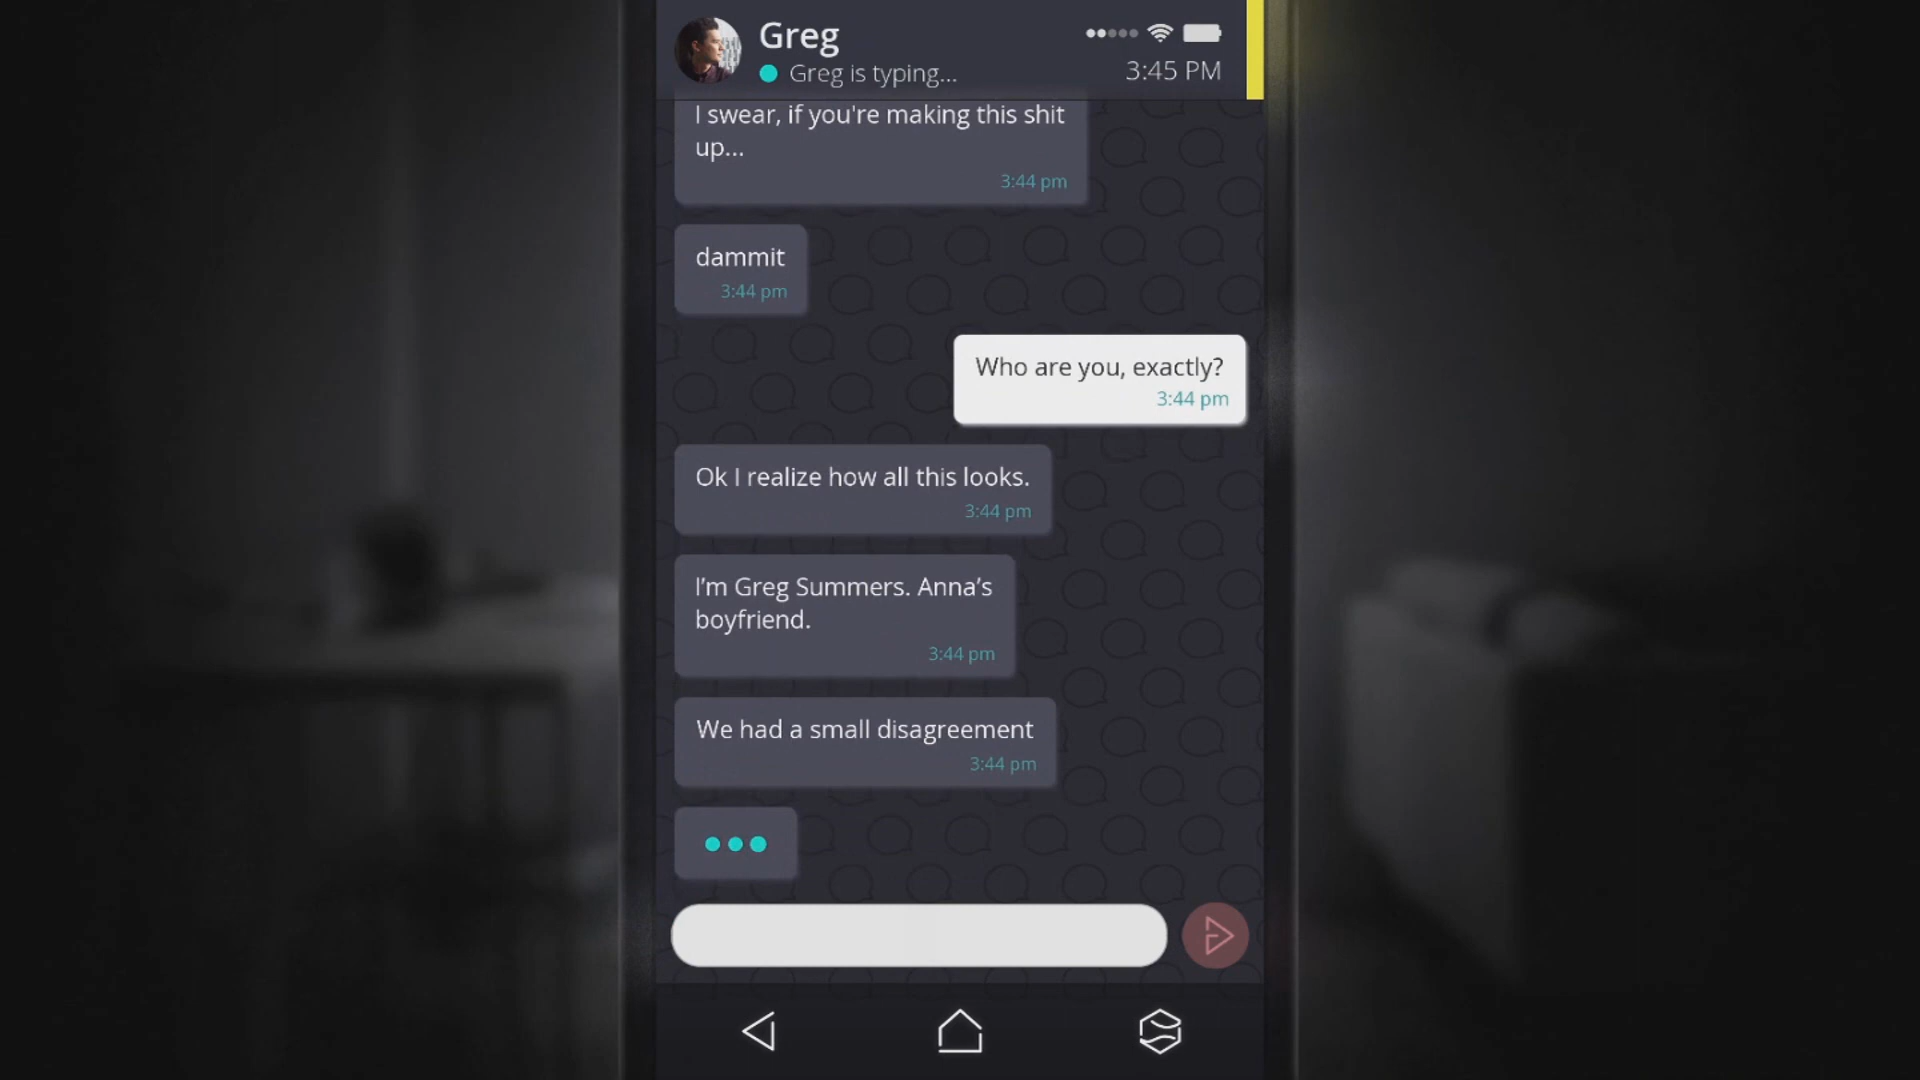 Greg
Greg is typing...
3:45 PM
I swear, if you're making this shit
up...
3:44 pm
dammit
3:44 pm
Who are you, exactly?
3:44 pm
Ok I realize how all this looks.
3:44 pm
I’m Greg Summers. Anna’s
boyfriend.
3:44 pm
We had a small disagreement
3:44 pm